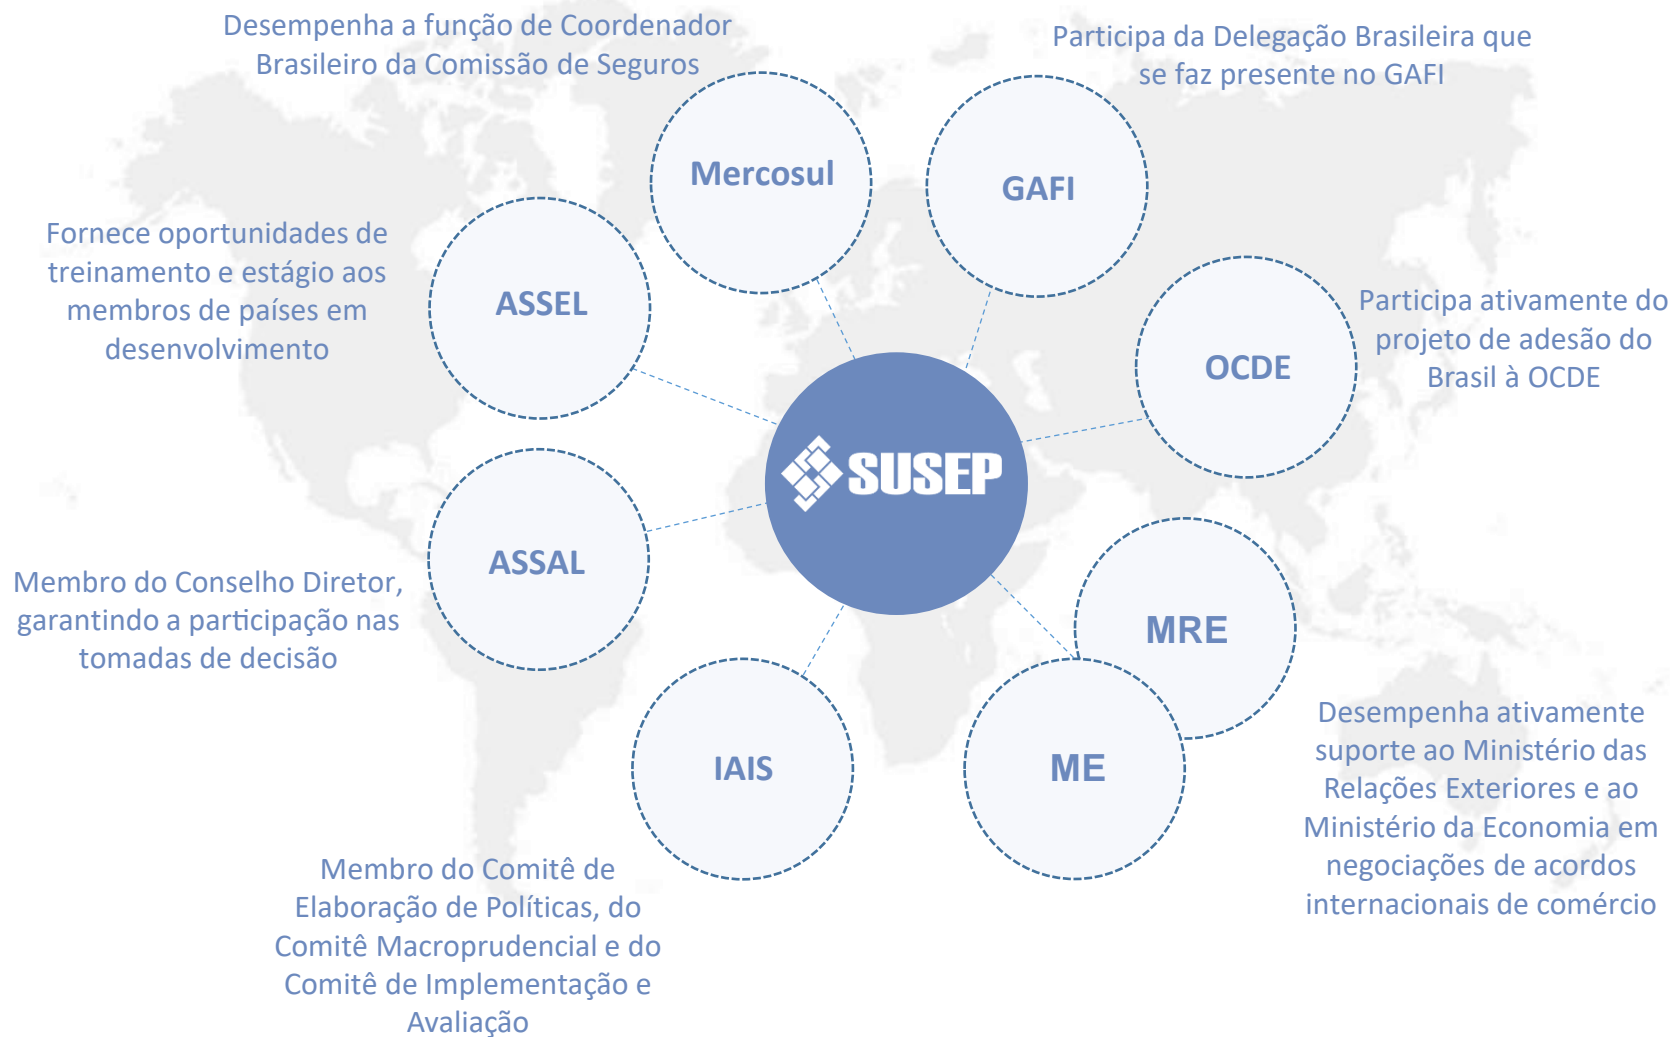 Desempenha a função de Coordenador
Brasileiro da Comissão de Seguros
Participa da Delegação Brasileira que
se faz presente no GAFI
Mercosul
GAFI
Fornece oportunidades de
treinamento e estágio aos
membros de países em
desenvolvimento
ASSEL
OCDE
Participa ativamente do
projeto de adesão do
Brasil à OCDE
SUSEP
ASSAL
Membro do Conselho Diretor,
garantindo a participação nas
tomadas de decisão
MRE
ME
Desempenha ativamente
suporte ao Ministério das
Relações Exteriores e ao
Ministério da Economia em
negociações de acordos
internacionais de comércio
IAIS
Membro do Comitê de
Elaboração de Políticas, do
Comitê Macroprudencial e do
Comitê de Implementação e
Avaliação